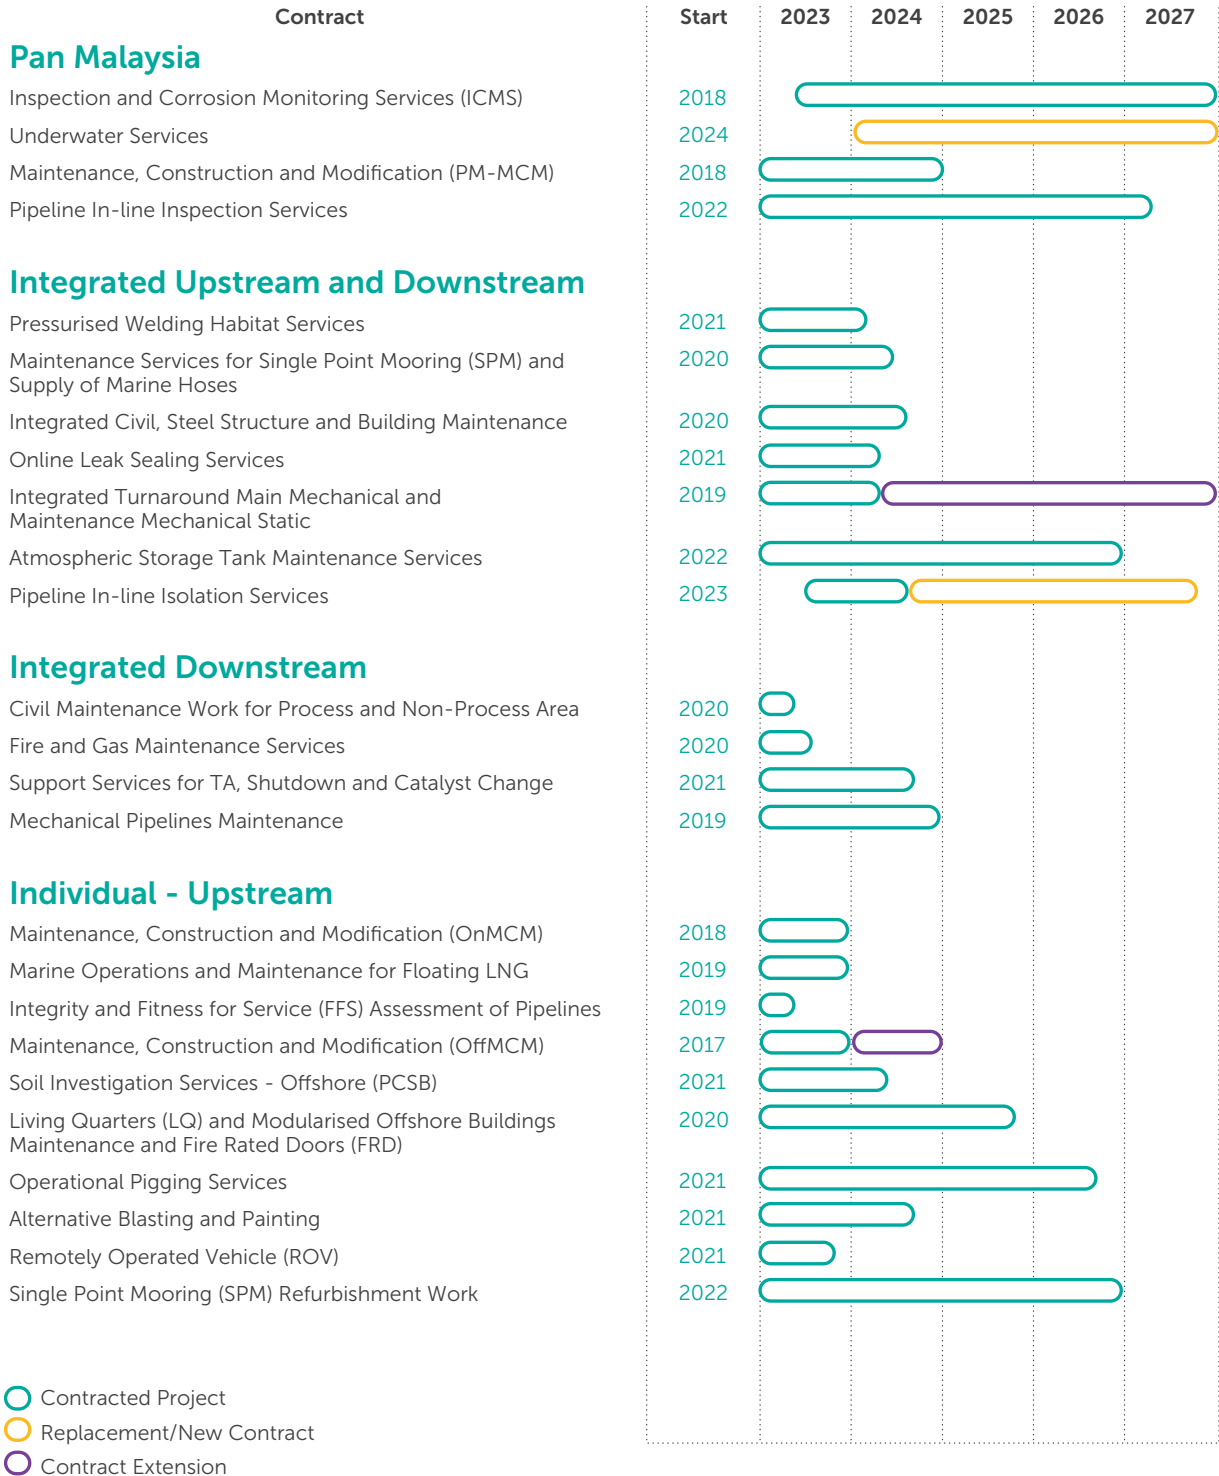 Contract Start 2023 2024 2025 2026 2027
Pan Malaysia
Inspection and Corrosion Monitoring Services (ICMS) 2018
Underwater Services 2024
Maintenance, Construction and Modification (PM-MCM) 2018
Pipeline In-line Inspection Services 2022
Integrated Upstream and Downstream
Pressurised Welding Habitat Services 2021
Maintenance Services for Single Point Mooring (SPM) and 2020
Supply of Marine Hoses
Integrated Civil, Steel Structure and Building Maintenance 2020
Online Leak Sealing Services 2021
Integrated Turnaround Main Mechanical and 2019
Maintenance Mechanical Static
Atmospheric Storage Tank Maintenance Services 2022
Pipeline In-line Isolation Services 2023
Integrated Downstream
Civil Maintenance Work for Process and Non-Process Area 2020
Fire and Gas Maintenance Services 2020
Support Services for TA, Shutdown and Catalyst Change 2021
Mechanical Pipelines Maintenance 2019
Individual - Upstream
Maintenance, Construction and Modification (OnMCM) 2018
Marine Operations and Maintenance for Floating LNG 2019
Integrity and Fitness for Service (FFS) Assessment of Pipelines 2019
Maintenance, Construction and Modification (OffMCM) 2017
Soil Investigation Services - Offshore (PCSB) 2021
Living Quarters (LQ) and Modularised Offshore Buildings 2020
Maintenance and Fire Rated Doors (FRD)
Operational Pigging Services 2021
Alternative Blasting and Painting 2021
Remotely Operated Vehicle (ROV) 2021
Single Point Mooring (SPM) Refurbishment Work 2022
Contracted Project
Replacement/New Contract
Contract Extension